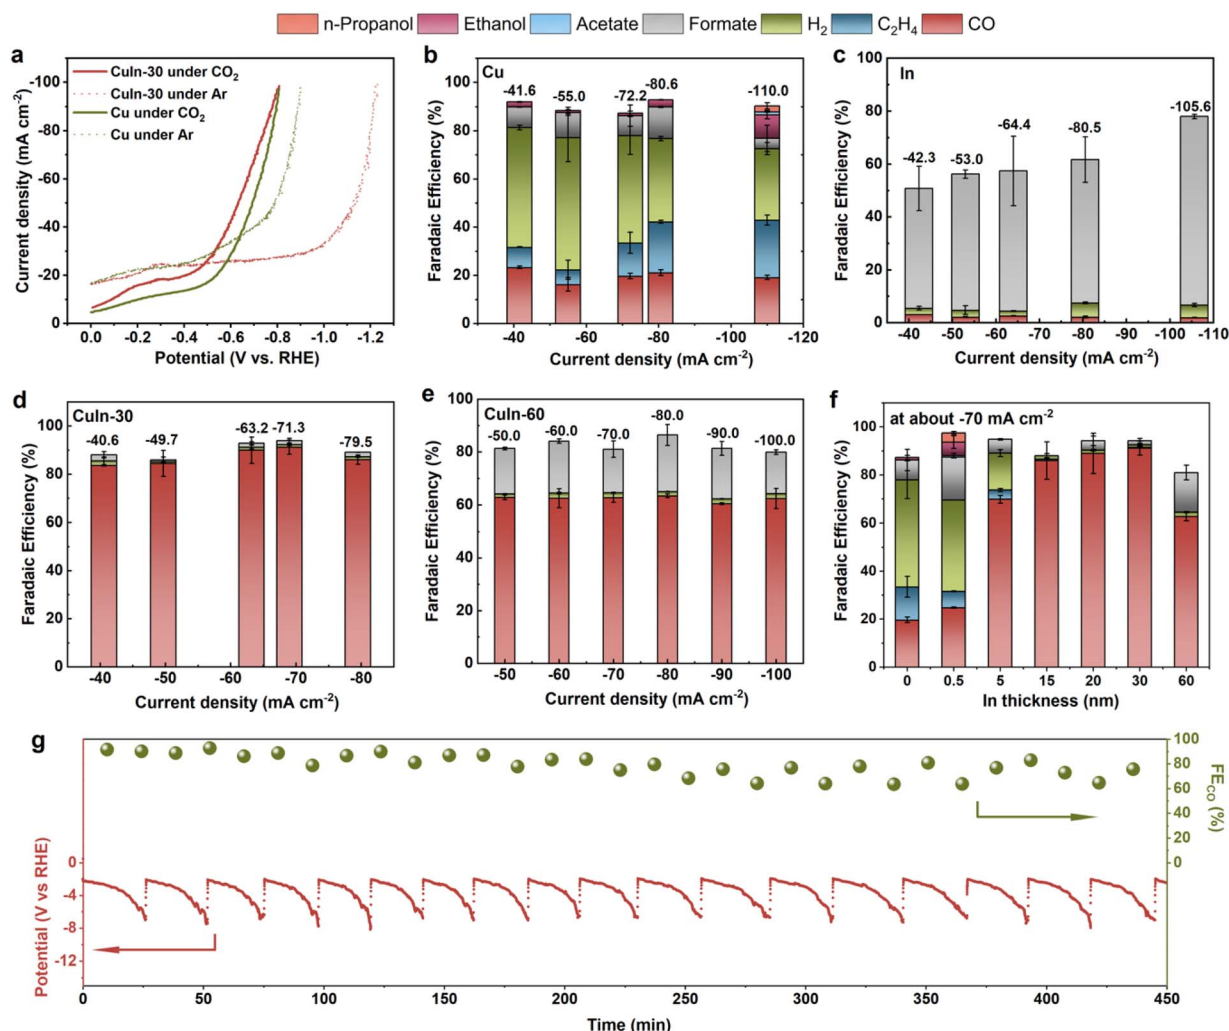 n-Propanol Ethanol Acetate Formate H₂ C₂H₄ CO
a
CuIn-30 under CO₂
CuIn-30 under Ar
Cu under CO₂
Cu under Ar
-100
-80
-60
-40
-20
0
Current density (mA cm⁻²)
0.0 -0.2 -0.4 -0.6 -0.8 -1.0 -1.2
Potential (V vs. RHE)
b
Cu
-41.6 -55.0 -72.2 -80.6 -110.0
100
80
60
40
20
0
Faradaic Efficiency (%)
-40 -60 -80 -100 -120
Current density (mA cm⁻²)
c
In
-42.3 -53.0 -64.4 -80.5 -105.6
100
80
60
40
20
0
Faradaic Efficiency (%)
-40 -50 -60 -70 -80 -90 -100 -110
Current density (mA cm⁻²)
d
CuIn-30
-40.6 -49.7 -63.2 -71.3 -79.5
100
80
60
40
20
0
Faradaic Efficiency (%)
-40 -50 -60 -70 -80
Current density (mA cm⁻²)
e
CuIn-60
-50.0 -60.0 -70.0 -80.0 -90.0 -100.0
100
80
60
40
20
0
Faradaic Efficiency (%)
-50 -60 -70 -80 -90 -100
Current density (mA cm⁻²)
f
at about -70 mA cm⁻²
100
80
60
40
20
0
Faradaic Efficiency (%)
0 0.5 5 15 20 30 60
In thickness (nm)
g
100
80
60
40
20
0
FE_CO (%)
0
-4
-8
-12
Potential (V vs RHE)
0 50 100 150 200 250 300 350 400 450
Time (min)